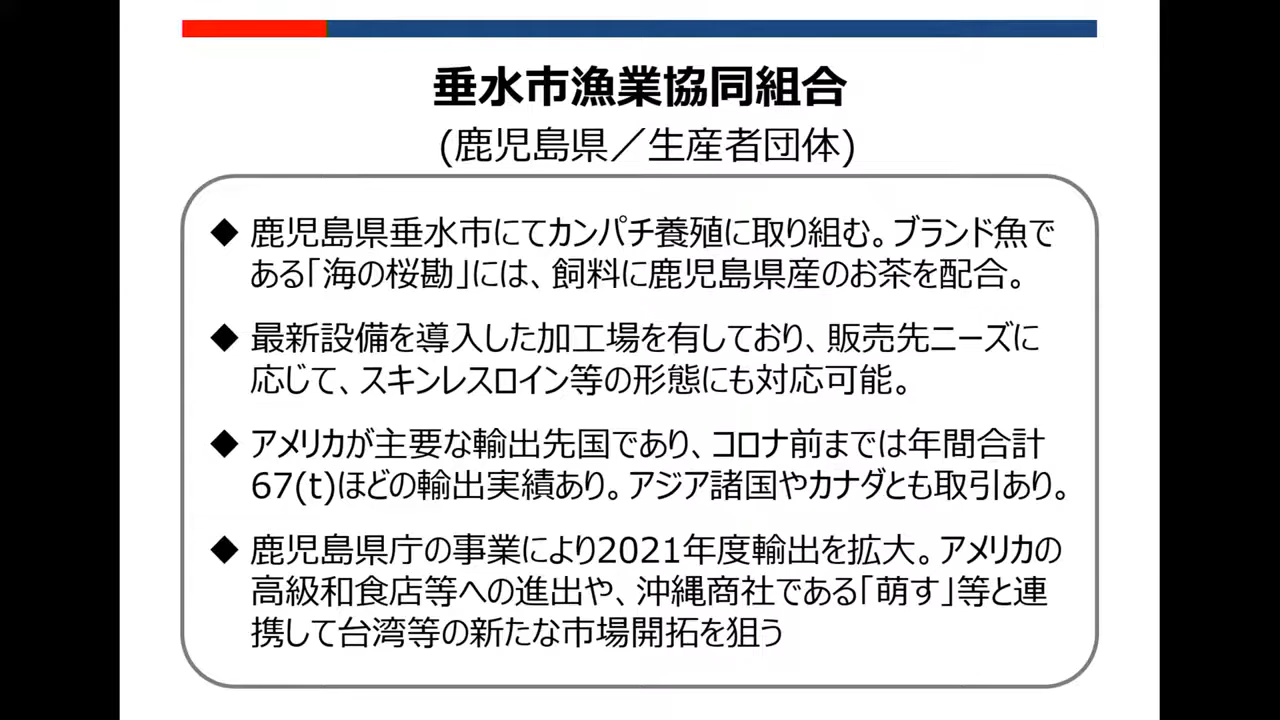 垂水市漁業協同組合
(鹿児島県／生産者団体)
◆ 鹿児島県垂水市にてカンパチ養殖に取り組む。ブランド魚で
ある「海の桜勘」には、飼料に鹿児島県産のお茶を配合。
◆ 最新設備を導入した加工場を有しており、販売先ニーズに
応じて、スキンレスロイン等の形態にも対応可能。
◆ アメリカが主要な輸出先国であり、コロナ前までは年間合計
67(t)ほどの輸出実績あり。アジア諸国やカナダとも取引あり。
◆ 鹿児島県庁の事業により2021年度輸出を拡大。アメリカの
高級和食店等への進出や、沖縄商社である「萌す」等と連
携して台湾等の新たな市場開拓を狙う